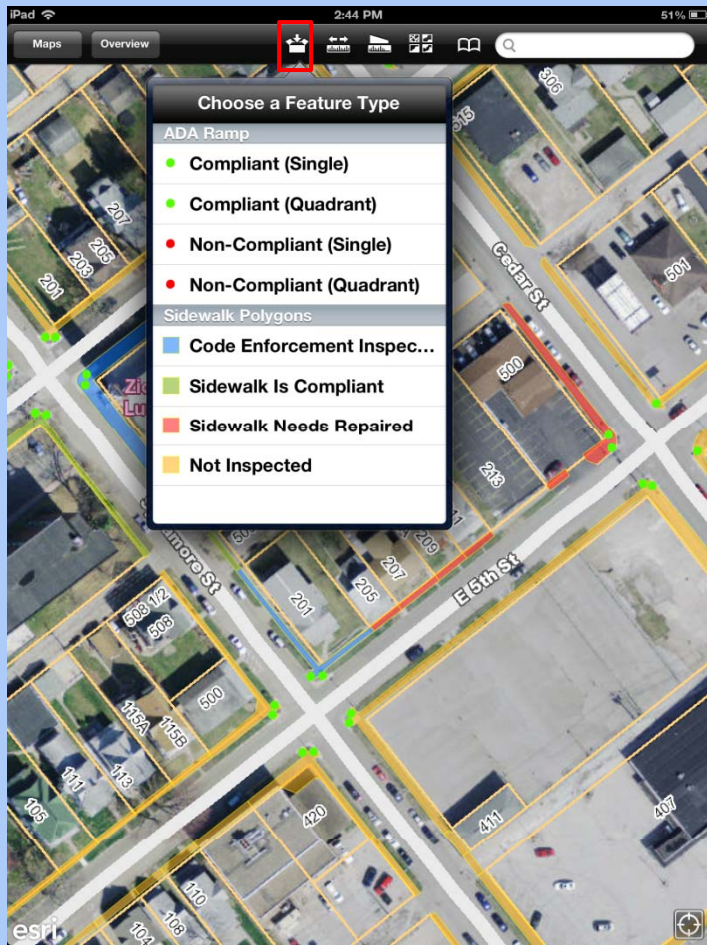 iPad
2:44 PM
51%
Maps
Overview
Choose a Feature Type
ADA Ramp
Compliant (Single)
Compliant (Quadrant)
Non-Compliant (Single)
Non-Compliant (Quadrant)
Sidewalk Polygons
Code Enforcement Inspec...
Sidewalk Is Compliant
Sidewalk Needs Repaired
Not Inspected
306
515
207
205
203
201
Cedar St
501
500
213
209
207
205
201
E 5th St
508 1/2
508
500
115A
115B
113
111
105
420
411
407
110
108
104
esri